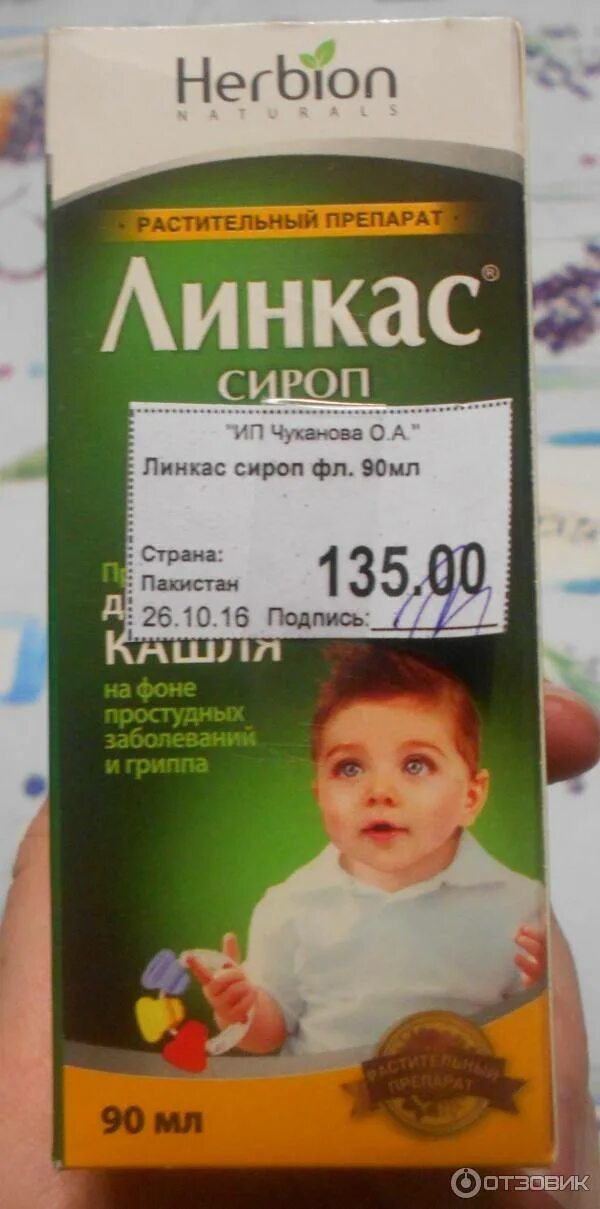 Herbion
NATURALS
• РАСТИТЕЛЬНЫЙ ПРЕПАРАТ •
Линкас®
СИРОП
"ИП Чуканова О.А."
Линкас сироп фл. 90мл
Страна:
Пакистан
135.00
26.10.16 Подпись:
КАШЛЯ
на фоне
простудных
заболеваний
и гриппа
РАСТИТЕЛЬНЫЙ
ПРЕПАРАТ
90 мл
ОТЗОВИК